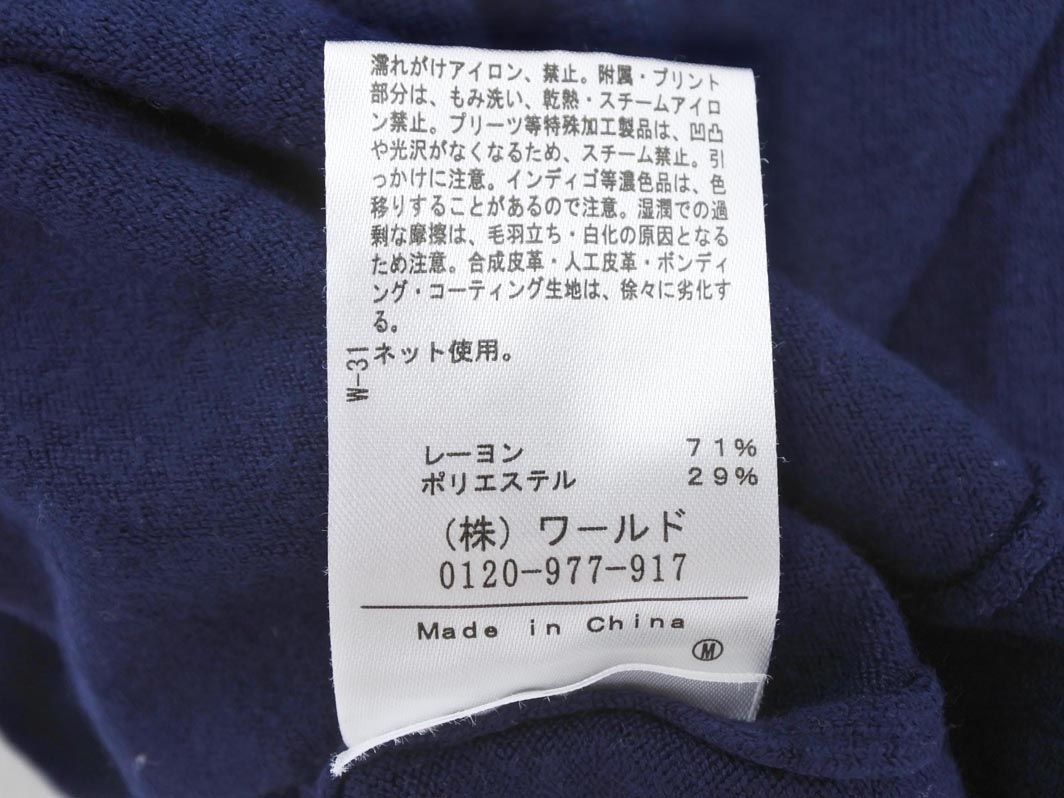 濡れがけアイロン、禁止。附属・プリント
部分は、もみ洗い、乾熱・スチームアイロ
ン禁止。プリーツ等特殊加工製品は、凹凸
や光沢がなくなるため、スチーム禁止。引
っかけに注意。インディゴ等濃色品は、色
移りすることがあるので注意。湿潤での過
剰な摩擦は、毛羽立ち・白化の原因となる
ため注意。合成皮革・人工皮革・ボンディ
ング・コーティング生地は、徐々に劣化す
る。
ネット使用。
W-31
レーヨン 71%
ポリエステル 29%
(株) ワールド
0120-977-917
Made in China
Ⓜ